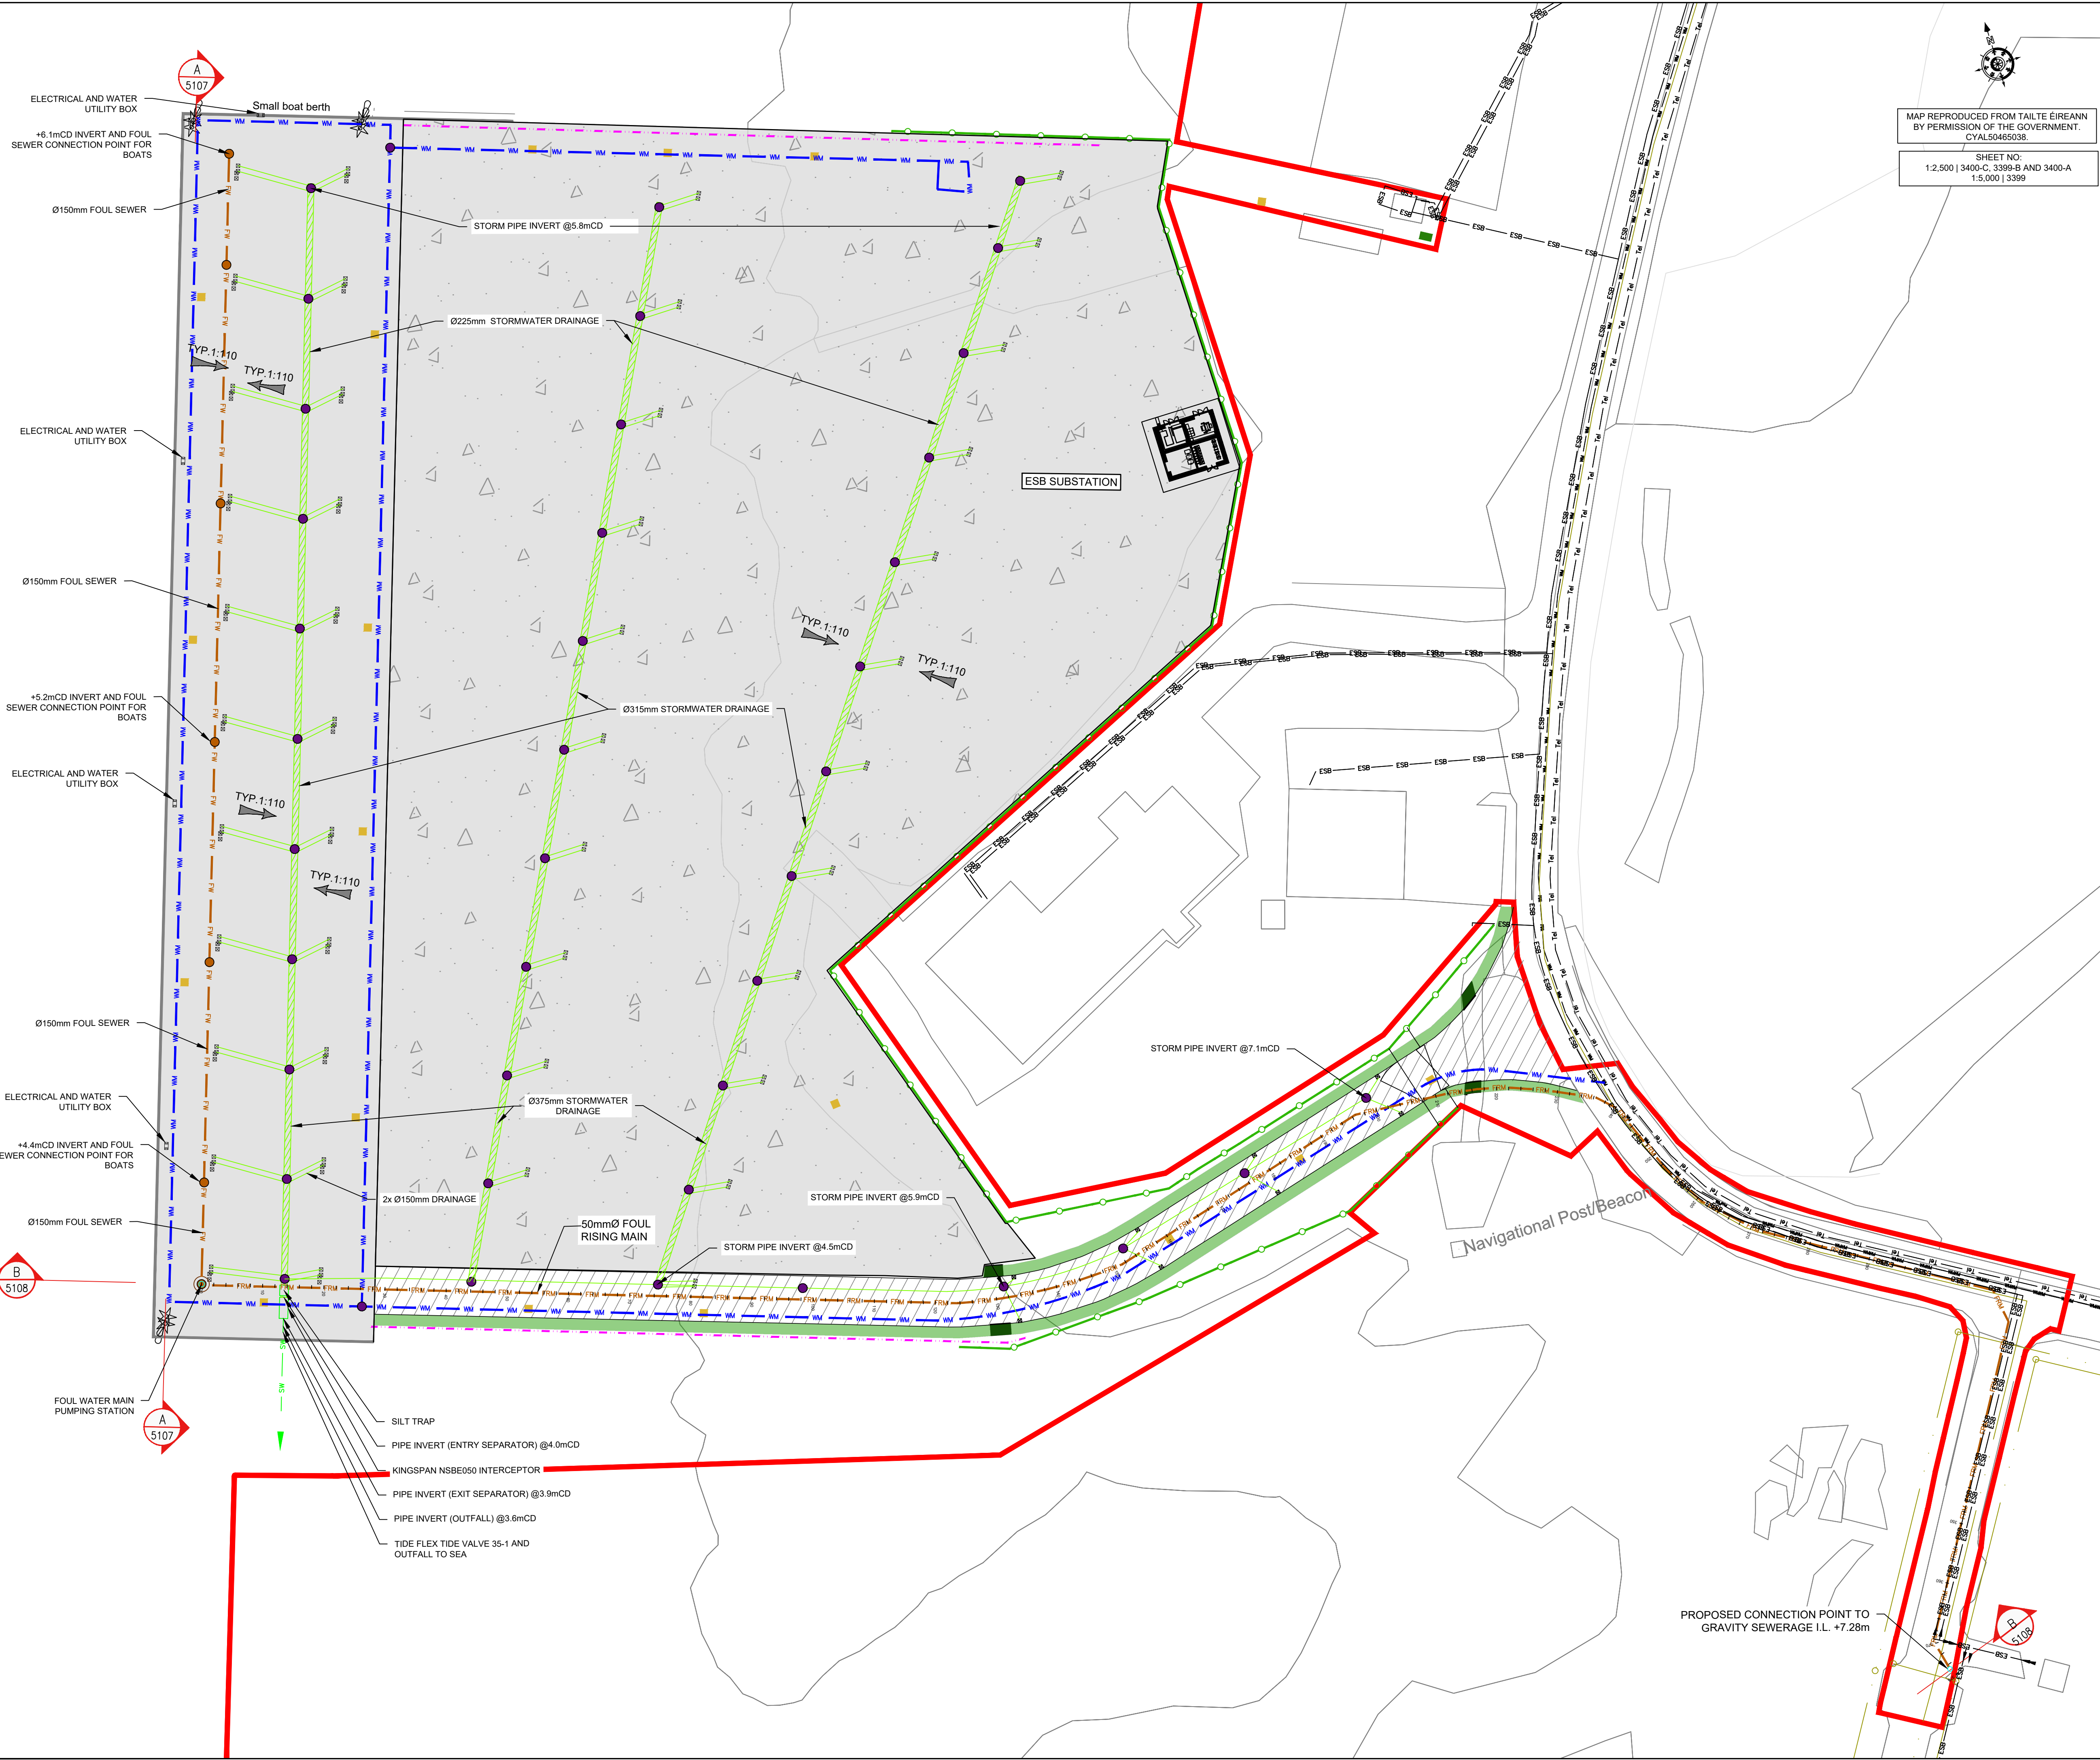 A
5107
ELECTRICAL AND WATER
UTILITY BOX
Small boat berth
+6.1mCD INVERT AND FOUL
SEWER CONNECTION POINT FOR
BOATS
MAP REPRODUCED FROM TAILTE ÉIREANN
BY PERMISSION OF THE GOVERNMENT.
CYAL50465038.
SHEET NO:
1:2,500 | 3400-C, 3399-B AND 3400-A
1:5,000 | 3399
Ø150mm FOUL SEWER
STORM PIPE INVERT @5.8mCD
Ø225mm STORMWATER DRAINAGE
TYP.1:110
TYP.1:110
ELECTRICAL AND WATER
UTILITY BOX
ESB SUBSTATION
Ø150mm FOUL SEWER
TYP.1:110
TYP.1:110
+5.2mCD INVERT AND FOUL
SEWER CONNECTION POINT FOR
BOATS
Ø315mm STORMWATER DRAINAGE
ELECTRICAL AND WATER
UTILITY BOX
TYP.1:110
TYP.1:110
Ø150mm FOUL SEWER
STORM PIPE INVERT @7.1mCD
ELECTRICAL AND WATER
UTILITY BOX
Ø375mm STORMWATER
DRAINAGE
+4.4mCD INVERT AND FOUL
EWER CONNECTION POINT FOR
BOATS
2x Ø150mm DRAINAGE
STORM PIPE INVERT @5.9mCD
Ø150mm FOUL SEWER
50mmØ FOUL
RISING MAIN
STORM PIPE INVERT @4.5mCD
Navigational Post/Beacon
B
5108
FOUL WATER MAIN
PUMPING STATION
A
5107
SW
SILT TRAP
PIPE INVERT (ENTRY SEPARATOR) @4.0mCD
KINGSPAN NSBE050 INTERCEPTOR
PIPE INVERT (EXIT SEPARATOR) @3.9mCD
PIPE INVERT (OUTFALL) @3.6mCD
TIDE FLEX TIDE VALVE 35-1 AND
OUTFALL TO SEA
PROPOSED CONNECTION POINT TO
GRAVITY SEWERAGE I.L. +7.28m
B
5108